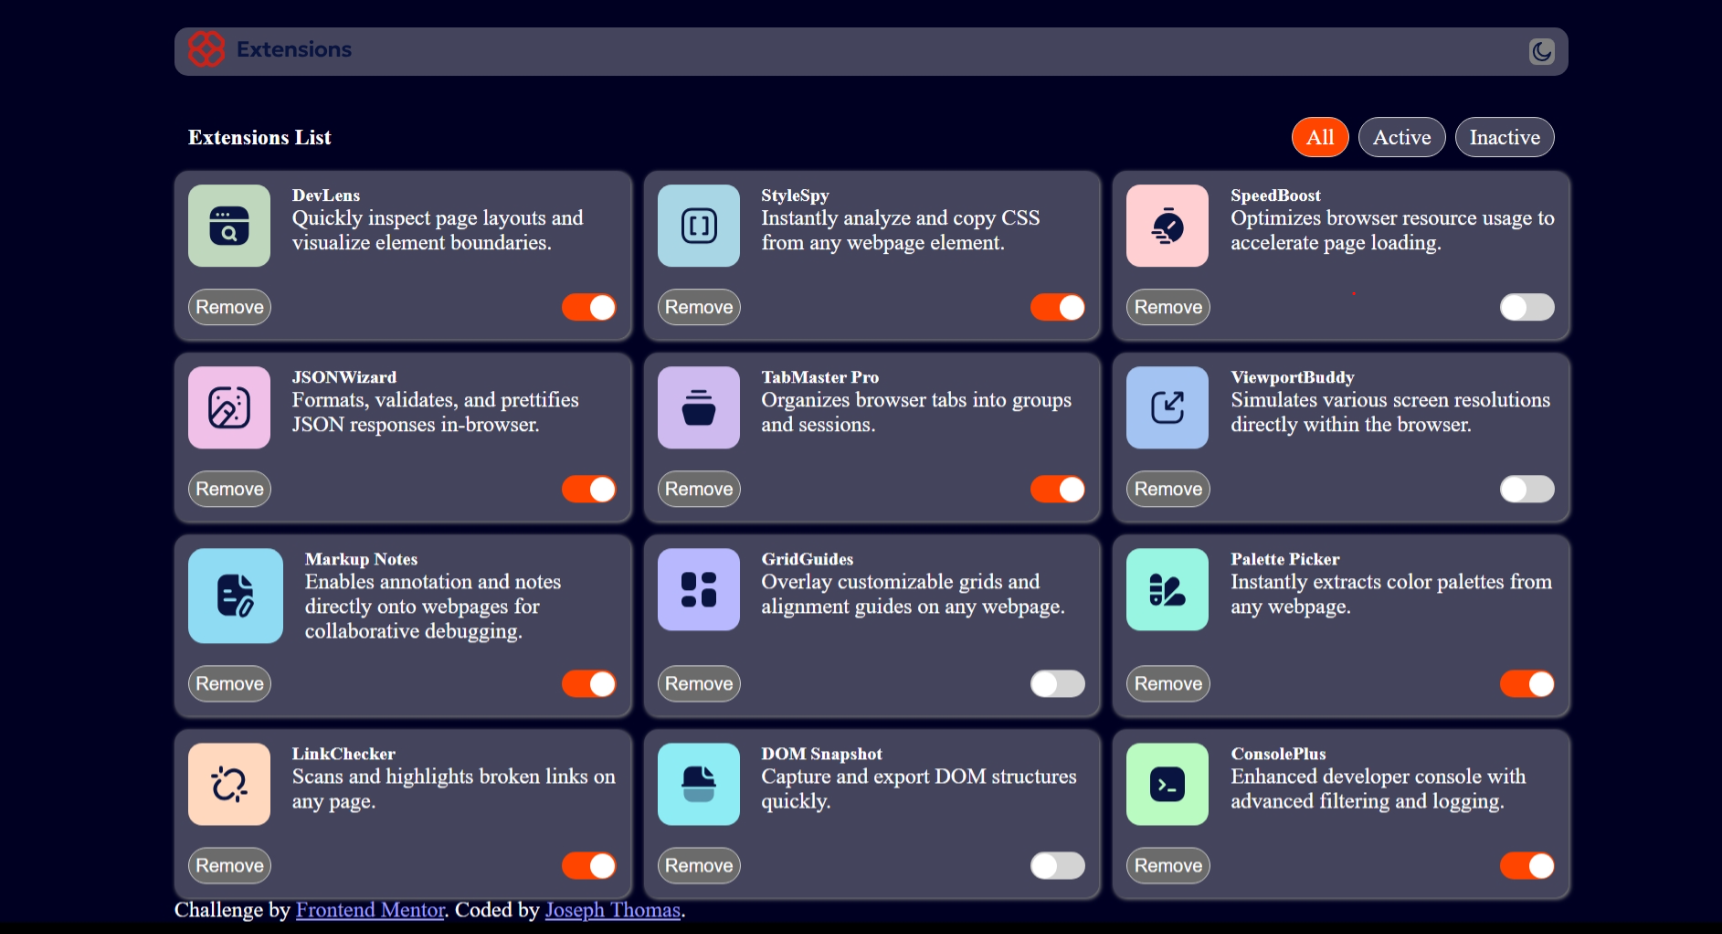 Extensions
Extensions List
All
Active
Inactive
DevLens
Quickly inspect page layouts and
visualize element boundaries.
Remove
StyleSpy
Instantly analyze and copy CSS
from any webpage element.
Remove
SpeedBoost
Optimizes browser resource usage to
accelerate page loading.
Remove
JSONWizard
Formats, validates, and prettifies
JSON responses in-browser.
Remove
TabMaster Pro
Organizes browser tabs into groups
and sessions.
Remove
ViewportBuddy
Simulates various screen resolutions
directly within the browser.
Remove
Markup Notes
Enables annotation and notes
directly onto webpages for
collaborative debugging.
Remove
GridGuides
Overlay customizable grids and
alignment guides on any webpage.
Remove
Palette Picker
Instantly extracts color palettes from
any webpage.
Remove
LinkChecker
Scans and highlights broken links on
any page.
Remove
DOM Snapshot
Capture and export DOM structures
quickly.
Remove
ConsolePlus
Enhanced developer console with
advanced filtering and logging.
Remove
Challenge by Frontend Mentor. Coded by Joseph Thomas.